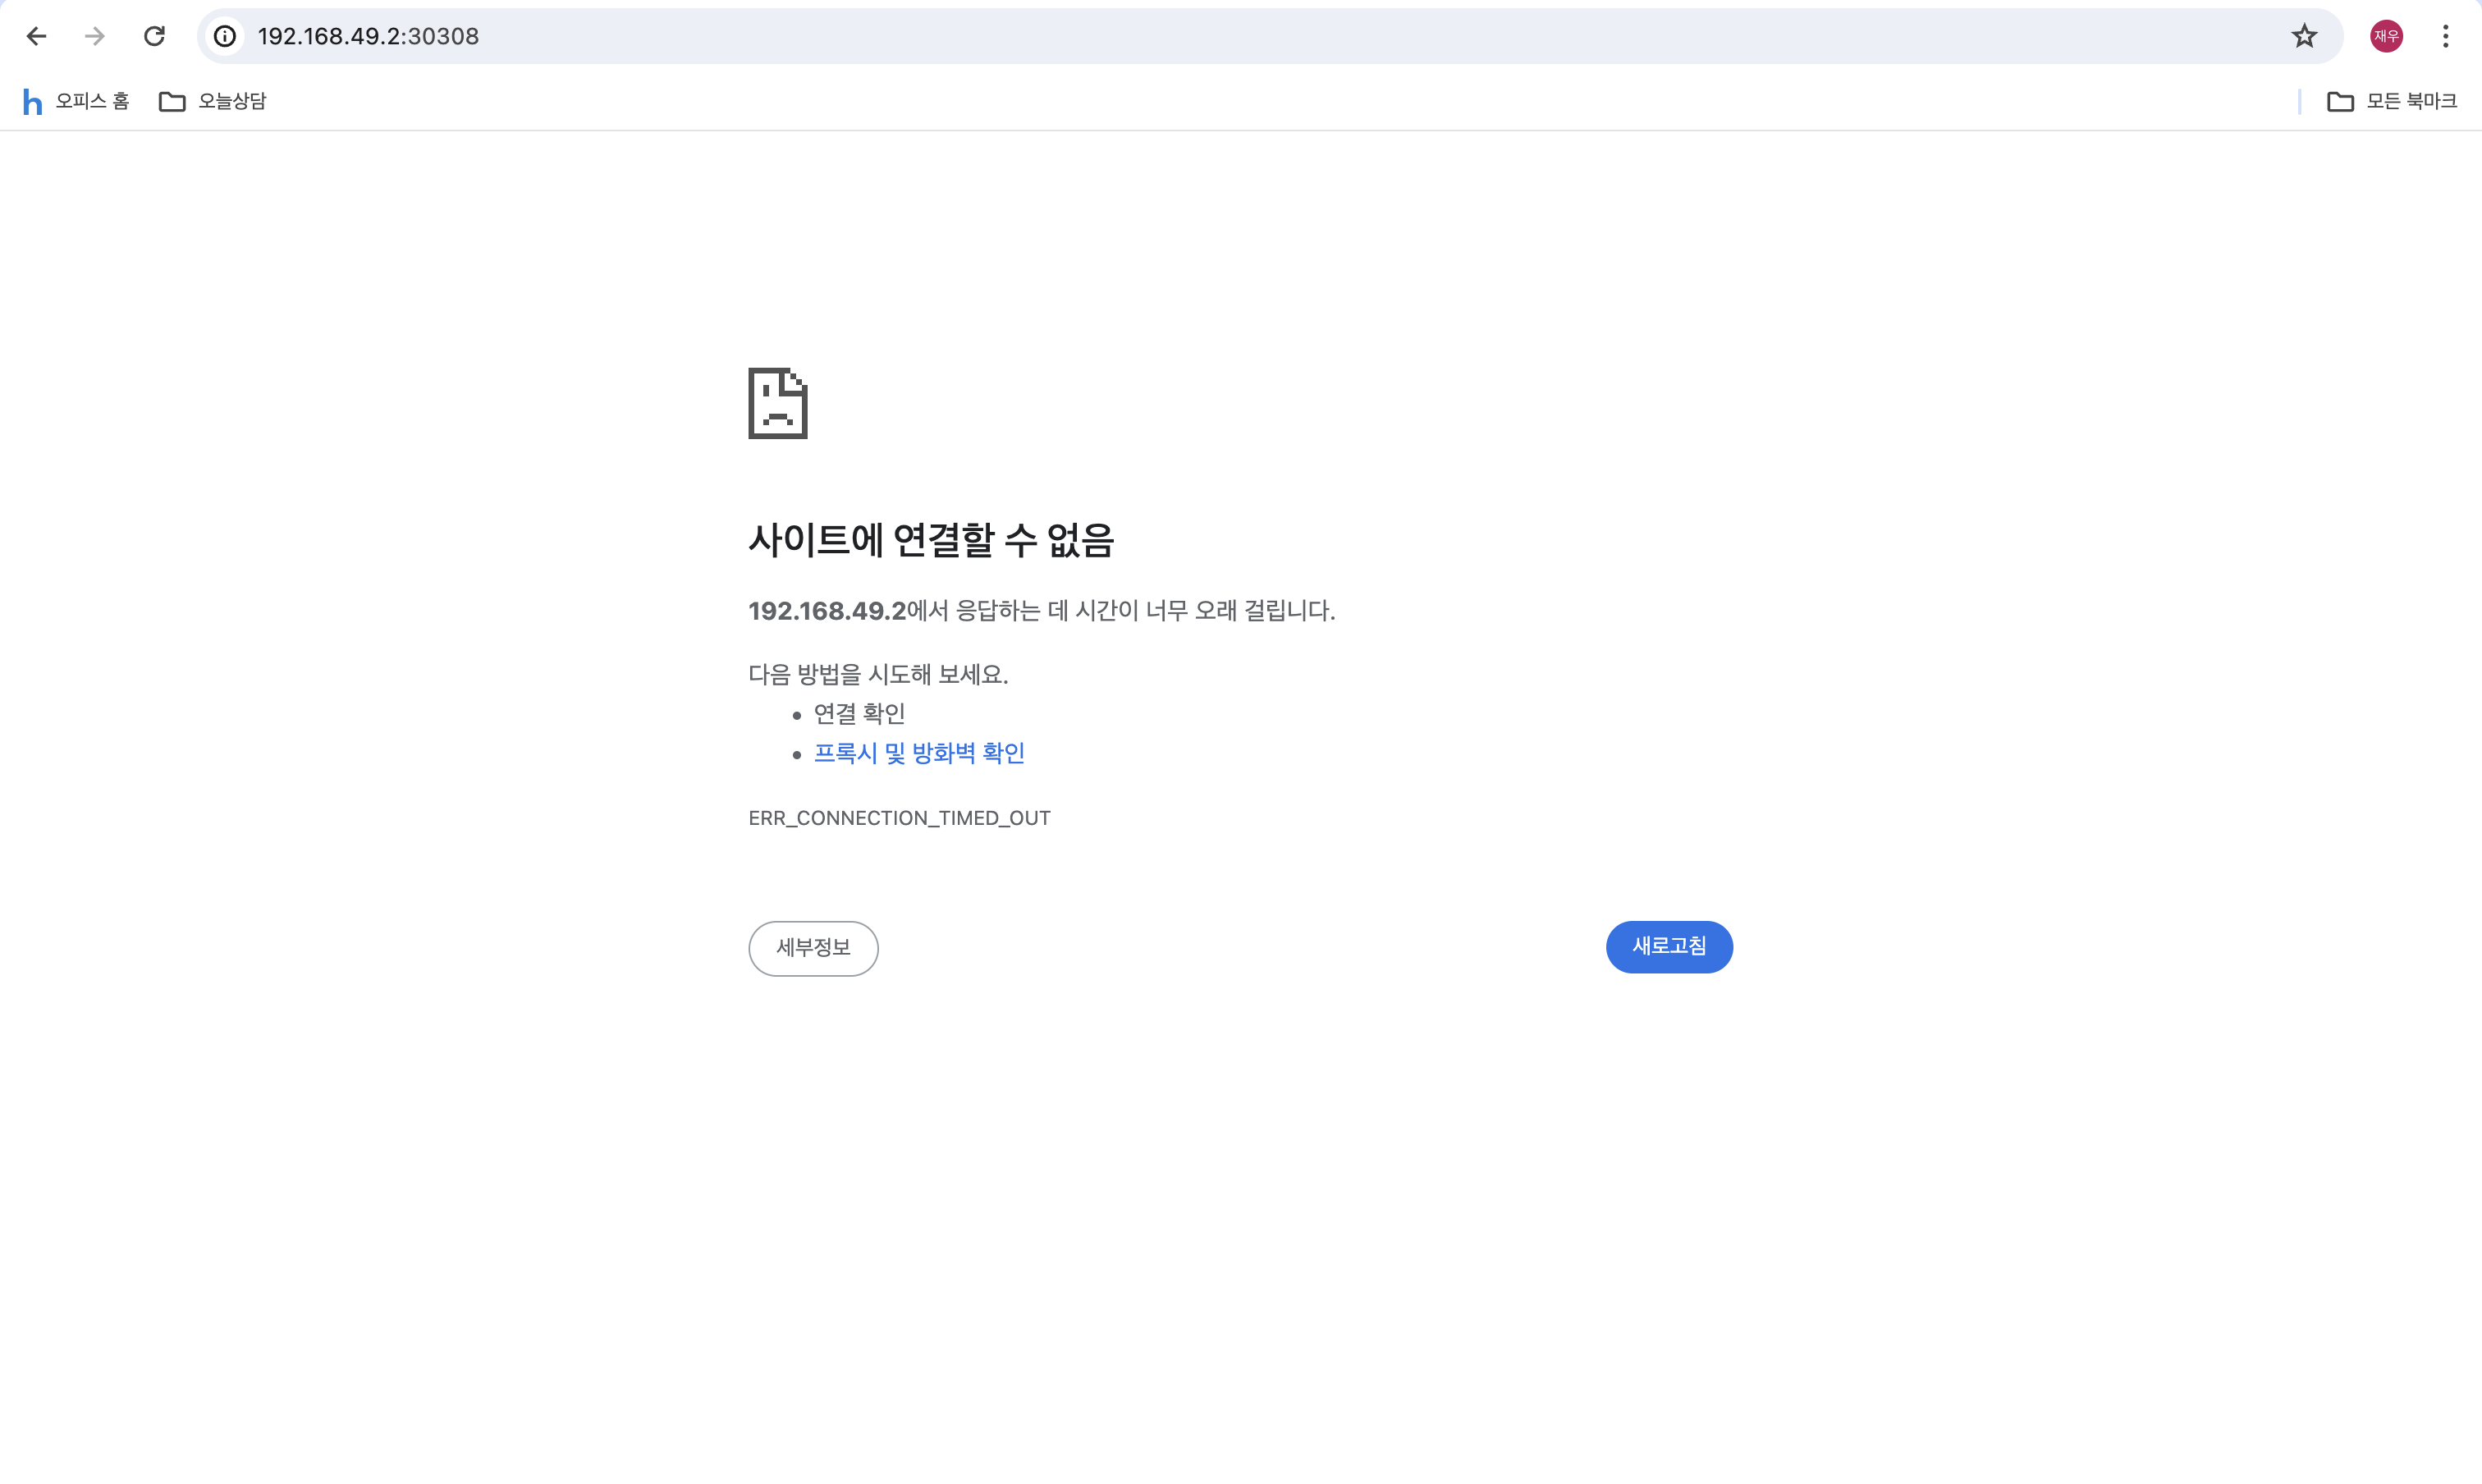 192.168.49.2:30308
재우
h 오피스 홈
오늘상담
모든 북마크
사이트에 연결할 수 없음
192.168.49.2에서 응답하는 데 시간이 너무 오래 걸립니다.
다음 방법을 시도해 보세요.
• 연결 확인
• 프록시 및 방화벽 확인
ERR_CONNECTION_TIMED_OUT
세부정보
새로고침